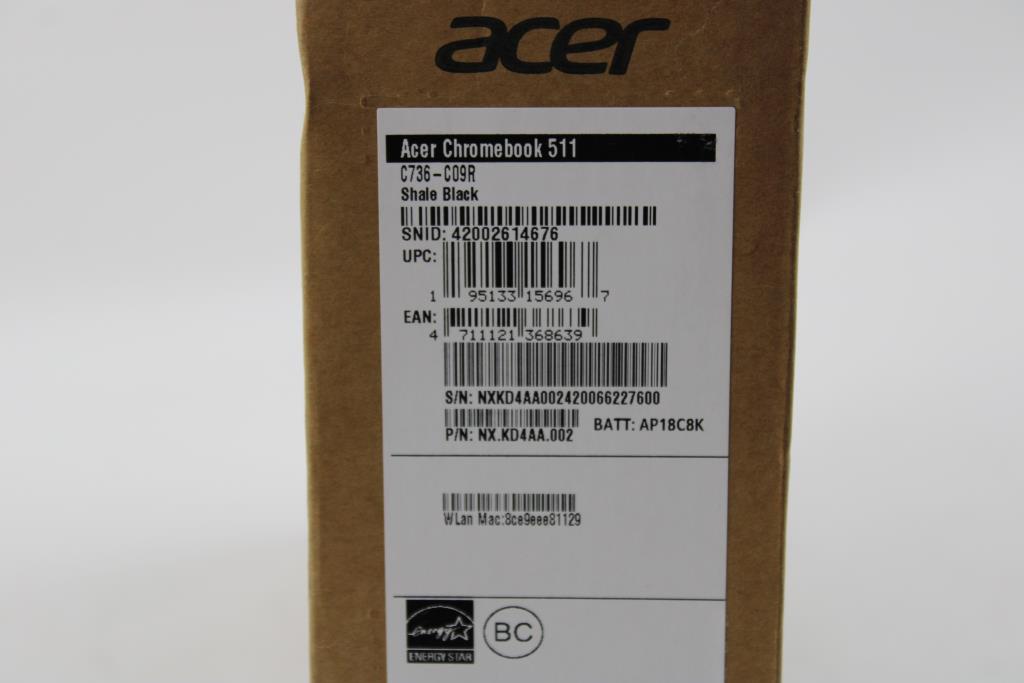 acer
Acer Chromebook 511
C736-C09R
Shale Black
SNID: 42002614676
UPC:
1 95133 15696 7
EAN:
4 711121 368639
S/N: NXKD4AA002420066227600
P/N: NX.KD4AA.002 BATT: AP18C8K
WLan Mac:8ce9eee81129
energy
ENERGY STAR
BC